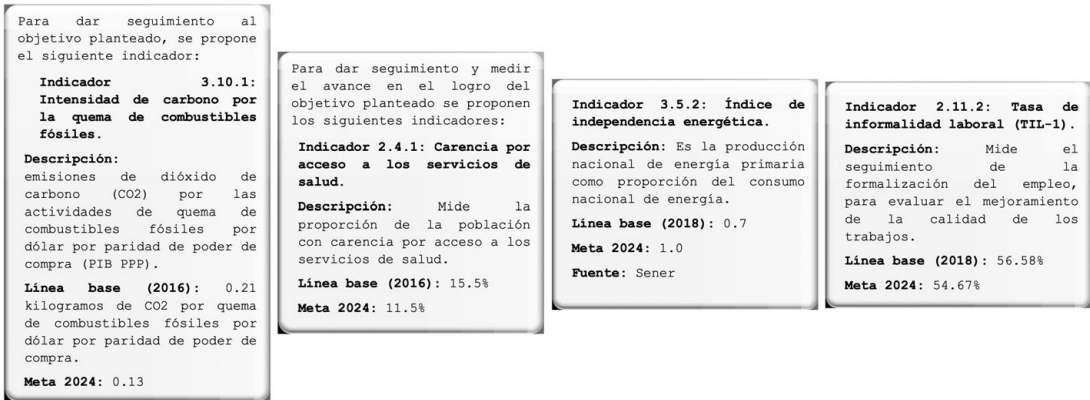 Para dar seguimiento al
objetivo planteado, se propone
el siguiente indicador:
Indicador 3.10.1:
Intensidad de carbono por
la quema de combustibles
fósiles.
Descripción:
emisiones de dióxido de
carbono (CO2) por las
actividades de quema de
combustibles fósiles por
dólar por paridad de poder de
compra (PIB PPP).
Línea base (2016): 0.21
kilogramos de CO2 por quema
de combustibles fósiles por
dólar por paridad de poder de
compra.
Meta 2024: 0.13
Para dar seguimiento y medir
el avance en el logro del
objetivo planteado se proponen
los siguientes indicadores:
Indicador 2.4.1: Carencia por
acceso a los servicios de
salud.
Descripción: Mide la
proporción de la población
con carencia por acceso a los
servicios de salud.
Línea base (2016): 15.5%
Meta 2024: 11.5%
Indicador 3.5.2: Índice de
independencia energética.
Descripción: Es la producción
nacional de energía primaria
como proporción del consumo
nacional de energía.
Línea base (2018): 0.7
Meta 2024: 1.0
Fuente: Sener
Indicador 2.11.2: Tasa de
informalidad laboral (TIL-1).
Descripción: Mide el
seguimiento de la
formalización del empleo,
para evaluar el mejoramiento
de la calidad de los
trabajos.
Línea base (2018): 56.58%
Meta 2024: 54.67%